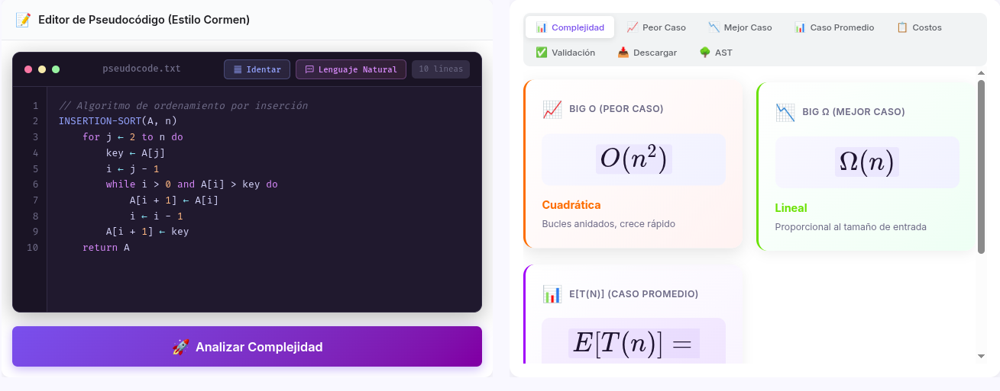 📝 Editor de Pseudocódigo (Estilo Cormen)
pseudocode.txt
Identar
Lenguaje Natural
10 lineas
1 // Algoritmo de ordenamiento por inserción
2 INSERTION-SORT(A, n)
3 for j ← 2 to n do
4 key ← A[j]
5 i ← j - 1
6 while i > 0 and A[i] > key do
7 A[i + 1] ← A[i]
8 i ← i - 1
9 A[i + 1] ← key
10 return A
🚀 Analizar Complejidad
📊 Complejidad
📈 Peor Caso
📉 Mejor Caso
📊 Caso Promedio
📋 Costos
✅ Validación
📥 Descargar
🌳 AST
📈 BIG O (PEOR CASO)
O(n²)
Cuadrática
Bucles anidados, crece rápido
📉 BIG Ω (MEJOR CASO)
Ω(n)
Lineal
Proporcional al tamaño de entrada
📊 E[T(N)] (CASO PROMEDIO)
E[T(n)] =